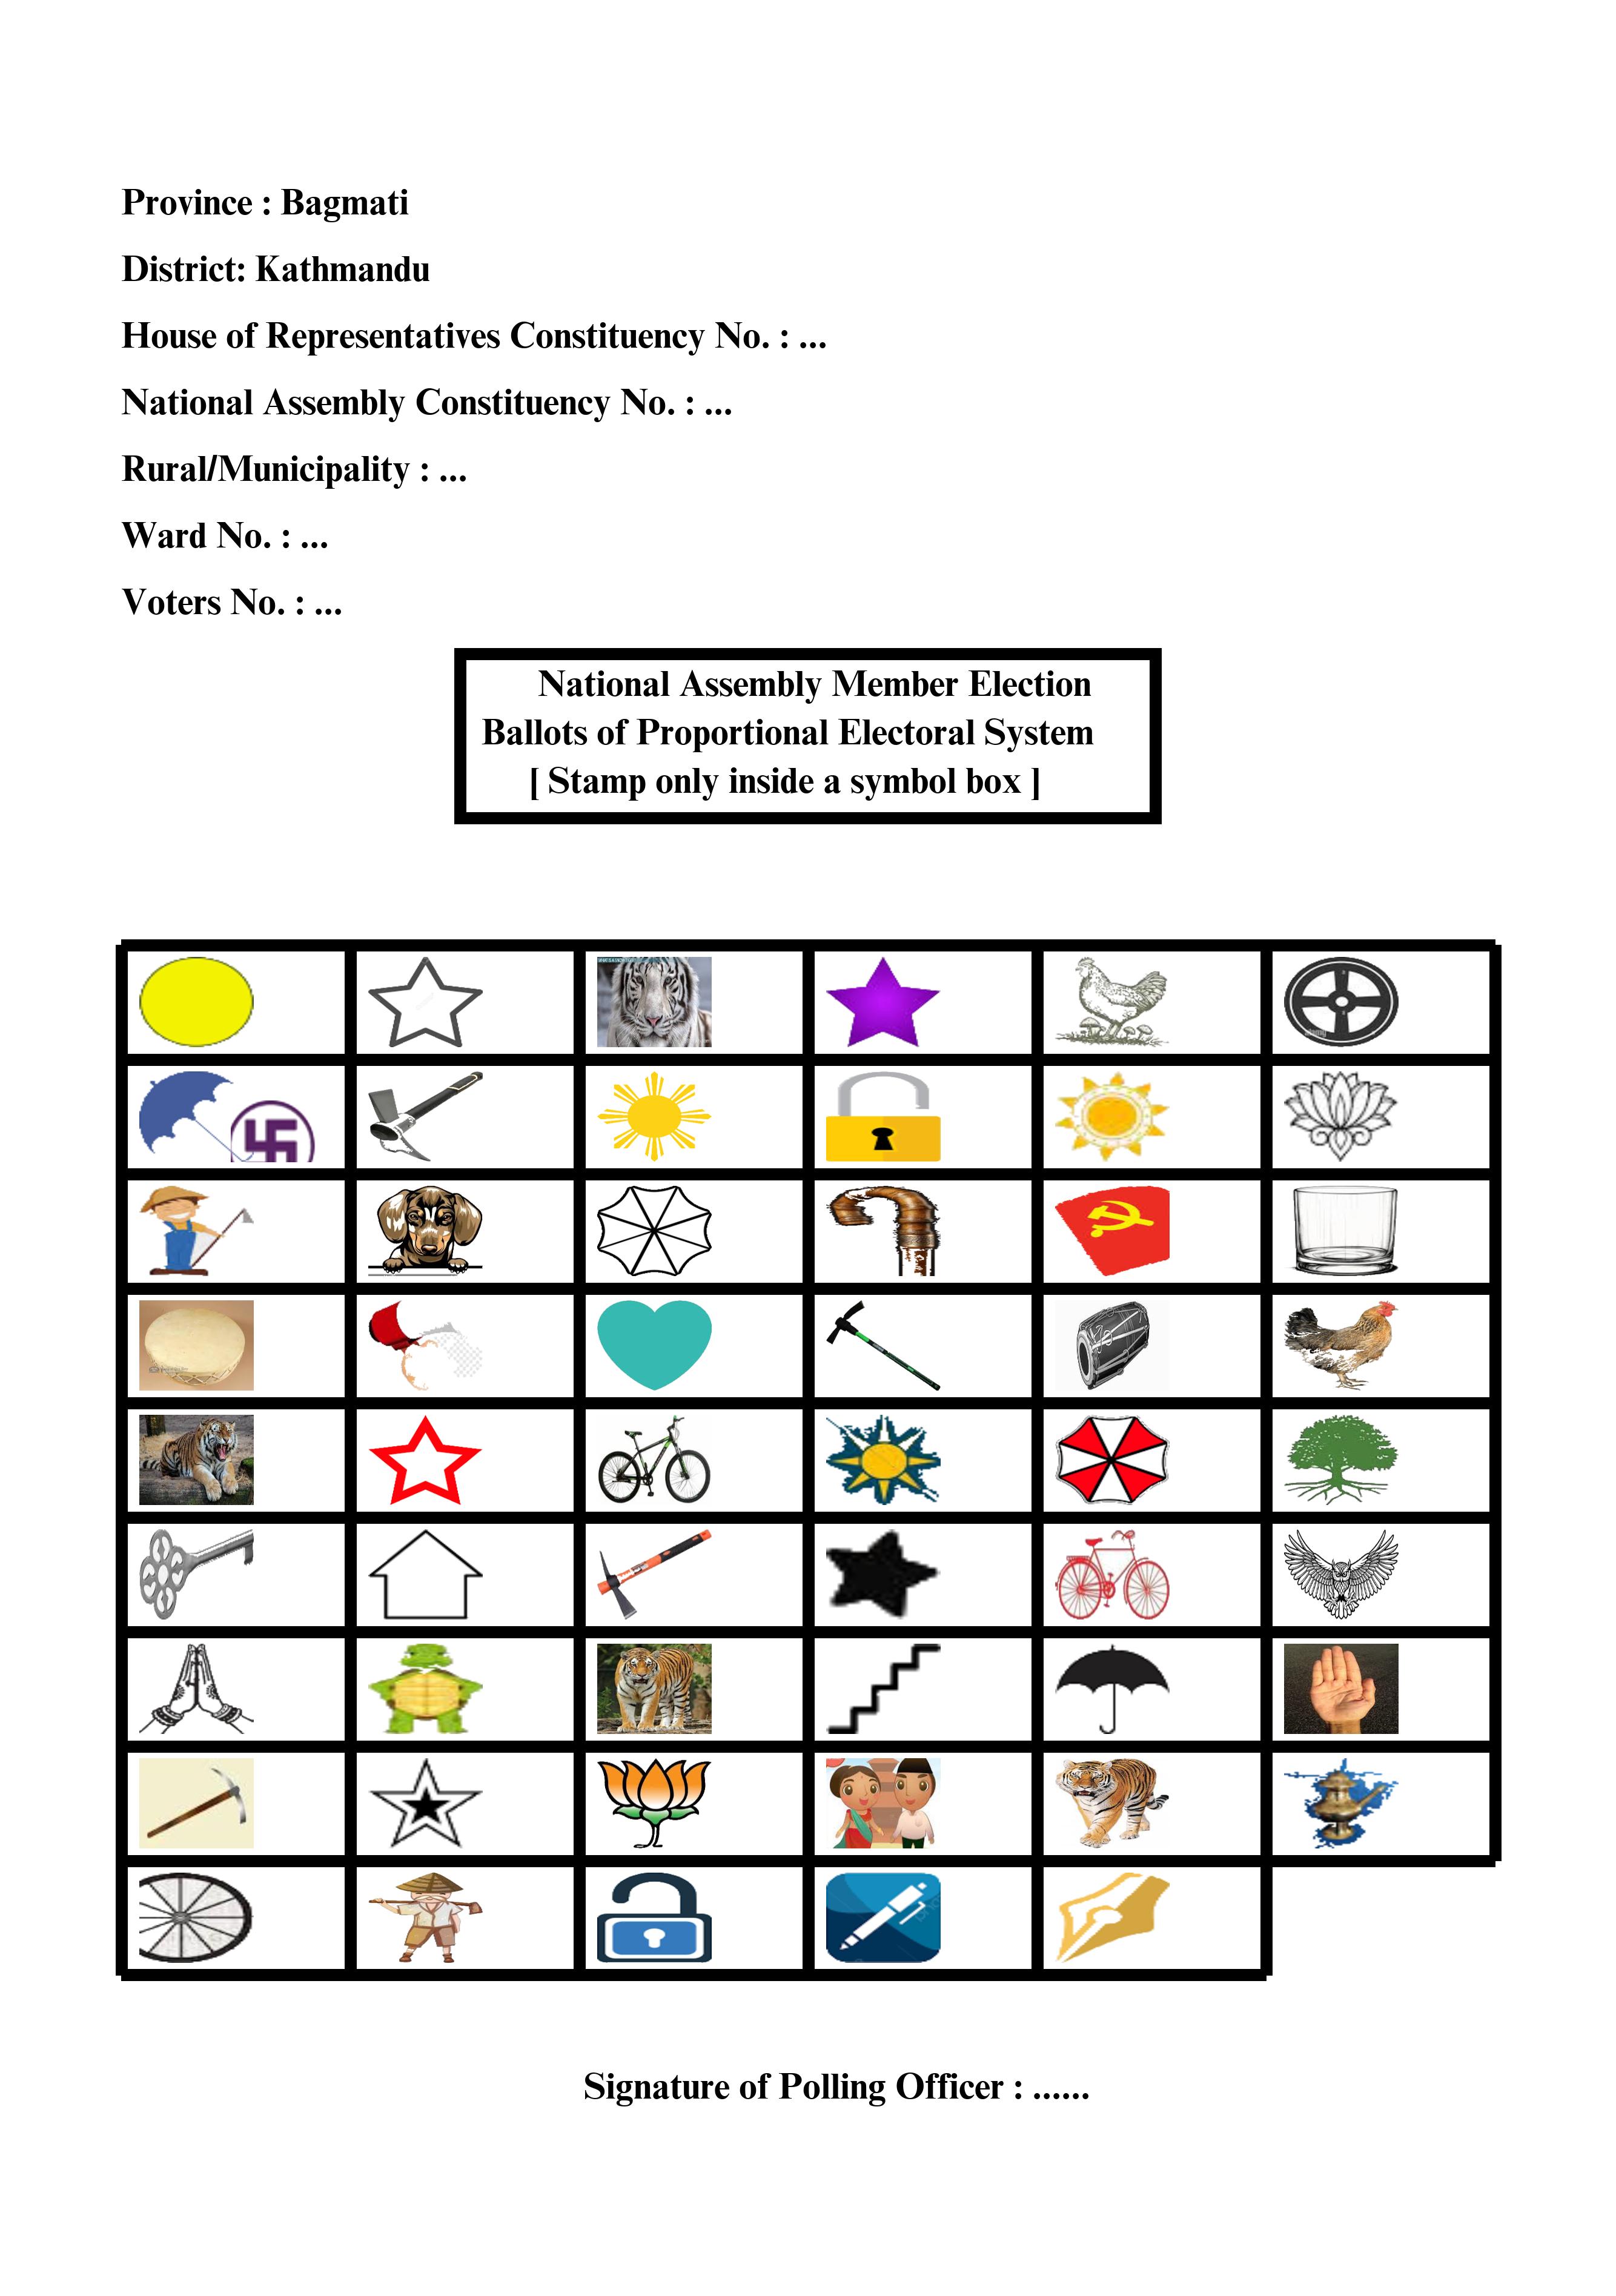 Province : Bagmati
District: Kathmandu
House of Representatives Constituency No. : ...
National Assembly Constituency No. : ...
Rural/Municipality : ...
Ward No. : ...
Voters No. : ...
National Assembly Member Election
Ballots of Proportional Electoral System
[ Stamp only inside a symbol box ]
Signature of Polling Officer : ......